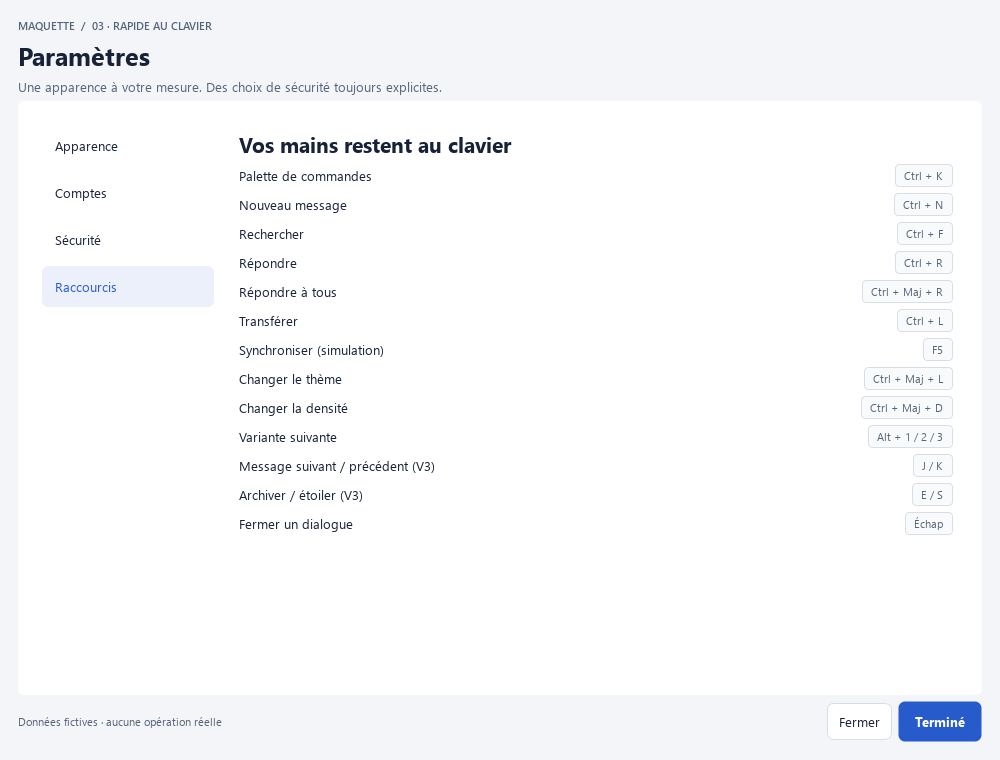 MAQUETTE / 03 · RAPIDE AU CLAVIER
Paramètres
Une apparence à votre mesure. Des choix de sécurité toujours explicites.
Apparence
Comptes
Sécurité
Raccourcis
Vos mains restent au clavier
Palette de commandes Ctrl + K
Nouveau message Ctrl + N
Rechercher Ctrl + F
Répondre Ctrl + R
Répondre à tous Ctrl + Maj + R
Transférer Ctrl + L
Synchroniser (simulation) F5
Changer le thème Ctrl + Maj + L
Changer la densité Ctrl + Maj + D
Variante suivante Alt + 1 / 2 / 3
Message suivant / précédent (V3) J / K
Archiver / étoiler (V3) E / S
Fermer un dialogue Échap
Données fictives · aucune opération réelle
Fermer
Terminé